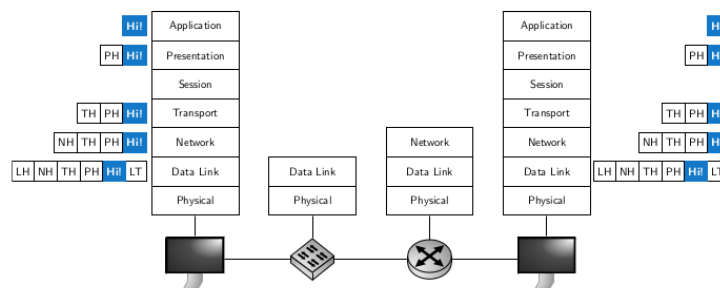 Hi! Application Application
PH Hi! Presentation Presentation PH
Session Session
TH PH Hi! Transport Transport TH PH
NH TH PH Hi! Network Network Network NH TH PH
LH NH TH PH Hi! LT Data Link Data Link Data Link Data Link LH NH TH PH Hi!
Physical Physical Physical Physical